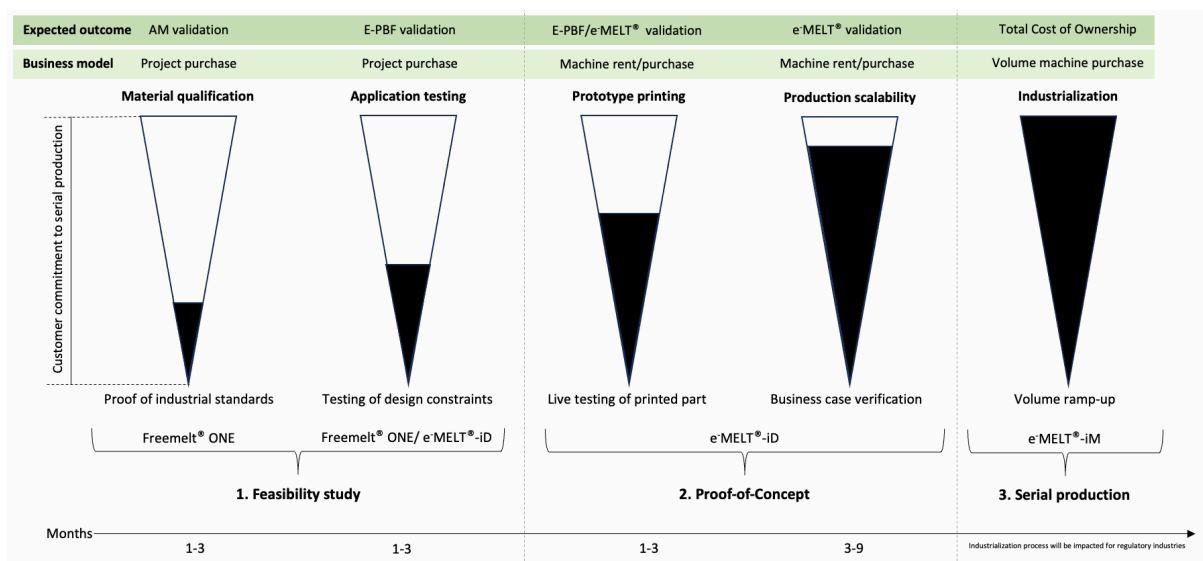 Expected outcome AM validation E-PBF validation E-PBF/e⁻MELT® validation e⁻MELT® validation Total Cost of Ownership
Business model Project purchase Project purchase Machine rent/purchase Machine rent/purchase Volume machine purchase
Material qualification Application testing Prototype printing Production scalability Industrialization
Customer commitment to serial production
Proof of industrial standards Testing of design constraints Live testing of printed part Business case verification Volume ramp-up
Freemelt® ONE Freemelt® ONE/ e⁻MELT®-iD e⁻MELT®-iD e⁻MELT®-iM
1. Feasibility study 2. Proof-of-Concept 3. Serial production
Months
1-3 1-3 1-3 3-9 Industrialization process will be impacted for regulatory industries